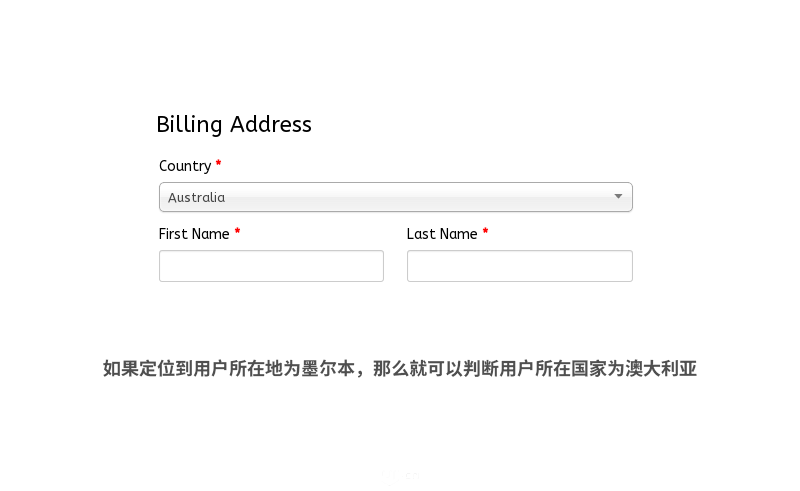 Billing Address
Country *
Australia
First Name *
Last Name *
如果定位到用户所在地为墨尔本，那么就可以判断用户所在国家为澳大利亚